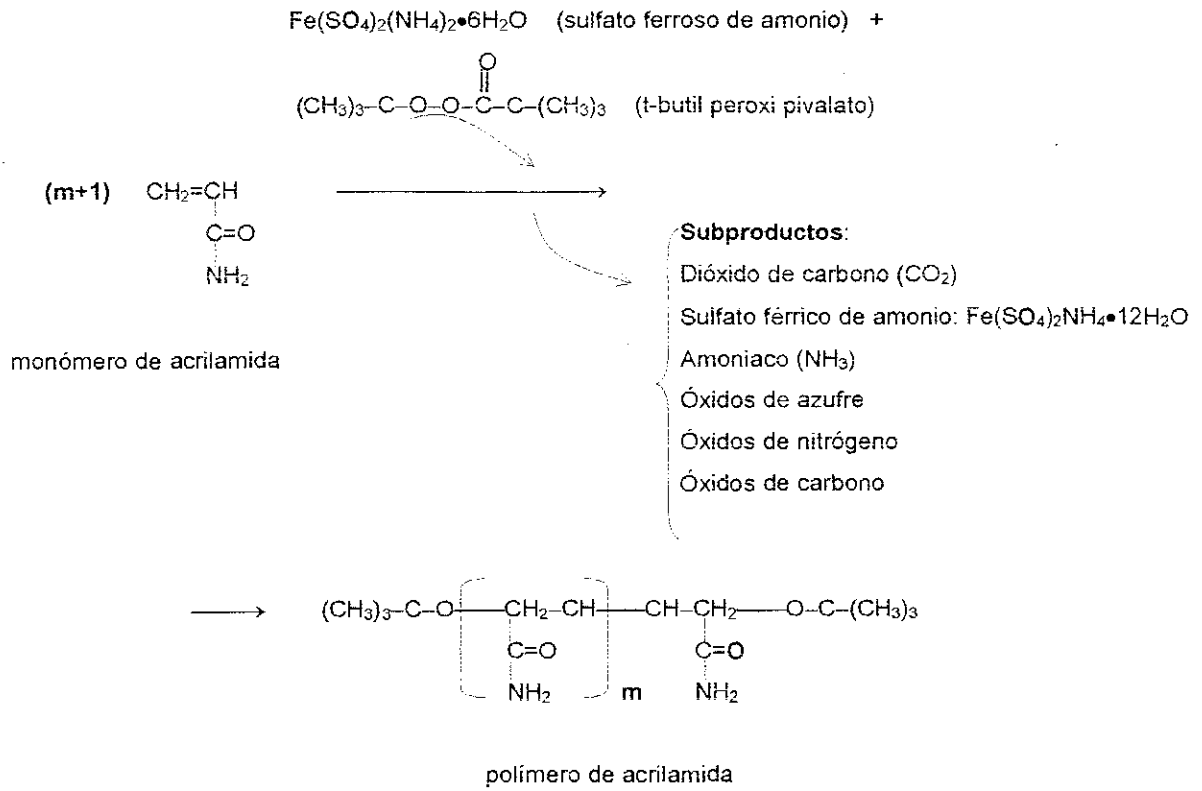 Fe(SO₄)₂(NH₄)₂•6H₂O (sulfato ferroso de amonio) +
O
(CH₃)₃–C–O–O–C–C–(CH₃)₃ (t-butil peroxi pivalato)
(m+1) CH₂=CH
C=O
NH₂
monómero de acrilamida
Subproductos:
Dióxido de carbono (CO₂)
Sulfato férrico de amonio: Fe(SO₄)₂NH₄•12H₂O
Amoniaco (NH₃)
Óxidos de azufre
Óxidos de nitrógeno
Óxidos de carbono
(CH₃)₃–C–O–CH₂–CH–CH–CH₂–O–C–(CH₃)₃
C=O C=O
NH₂ m NH₂
polímero de acrilamida